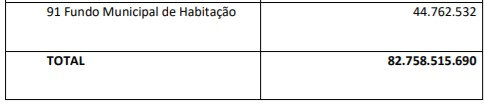 91 Fundo Municipal de Habitação 44.762.532
TOTAL 82.758.515.690